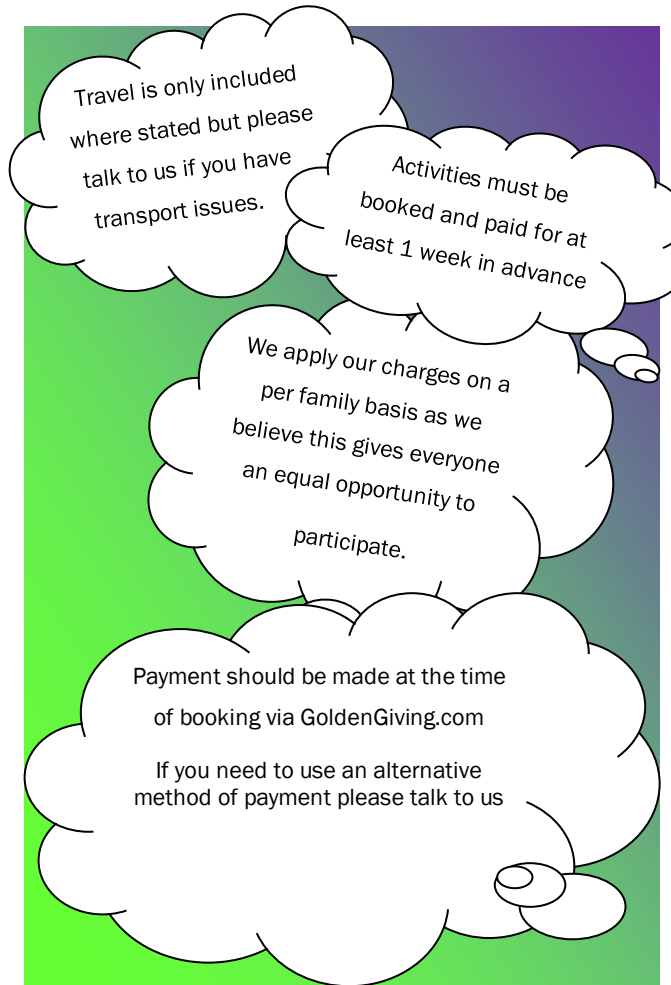 Travel is only included
where stated but please
talk to us if you have
transport issues.
Activities must be
booked and paid for at
least 1 week in advance
We apply our charges on a
per family basis as we
believe this gives everyone
an equal opportunity to
participate.
Payment should be made at the time
of booking via GoldenGiving.com
If you need to use an alternative
method of payment please talk to us